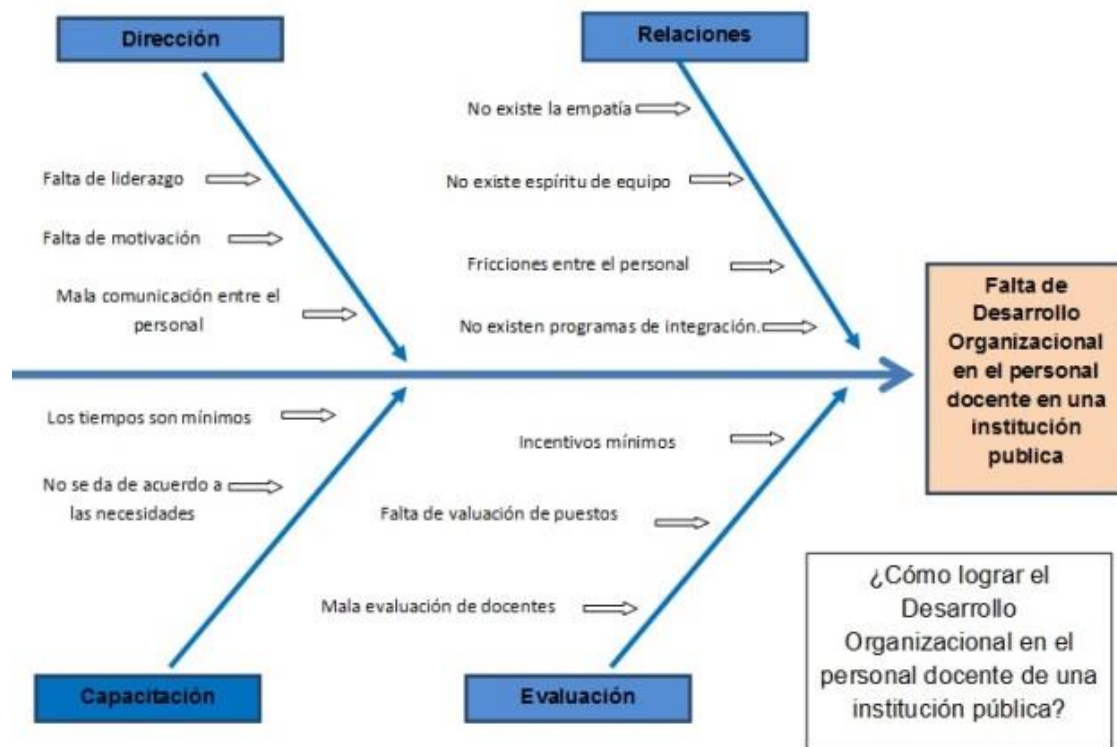 Dirección
Relaciones
No existe la empatía
Falta de liderazgo
No existe espíritu de equipo
Falta de motivación
Fricciones entre el personal
Mala comunicación entre el
personal
No existen programas de integración.
Falta de
Desarrollo
Organizacional
en el personal
docente en una
institución
publica
Los tiempos son mínimos
Incentivos mínimos
No se da de acuerdo a
las necesidades
Falta de valuación de puestos
Mala evaluación de docentes
Capacitación
Evaluación
¿Cómo lograr el
Desarrollo
Organizacional en el
personal docente de una
institución pública?